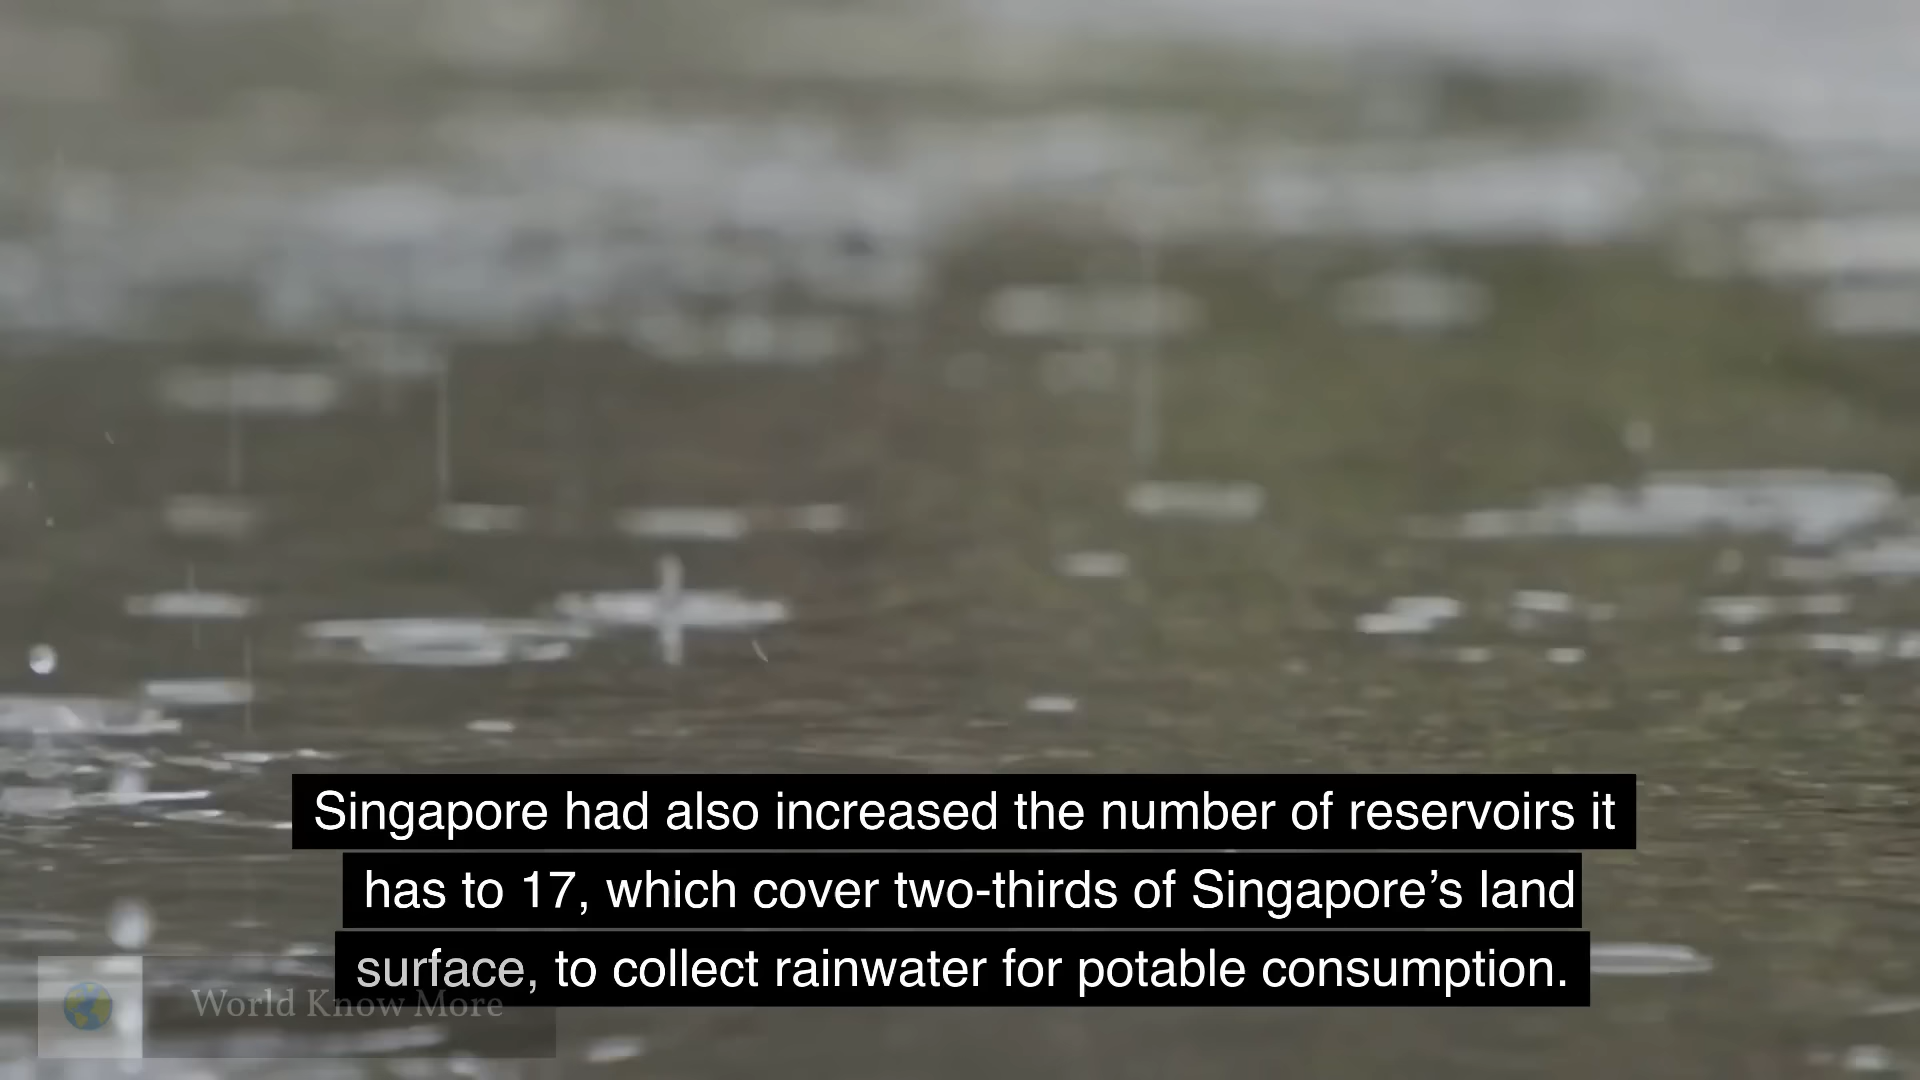 Singapore had also increased the number of reservoirs it
has to 17, which cover two-thirds of Singapore’s land
surface, to collect rainwater for potable consumption.
World Know More